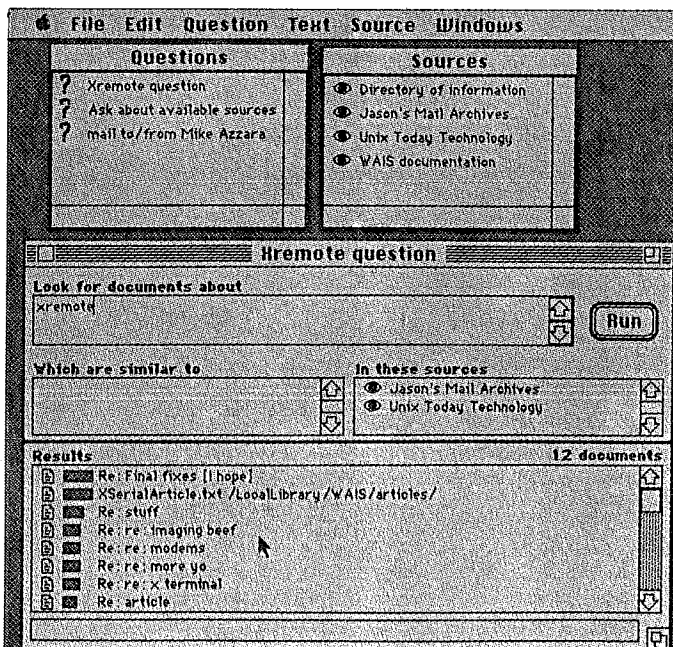 File Edit Question Text Source Windows
Questions
? Xremote question
? Ask about available sources
? mail to/from Mike Azzara
Sources
Directory of information
Jason's Mail Archives
Unix Today Technology
WAIS documentation
Xremote question
Look for documents about
xremote
Run
Which are similar to
In these sources
Jason's Mail Archives
Unix Today Technology
Results
12 documents
Re: Final fixes [I hope]
XSerialArticle.txt /LocalLibrary/WAIS/articles/
Re: stuff
Re: re: imaging beef
Re: re: modems
Re: re: more yo
Re: re: x terminal
Re: article